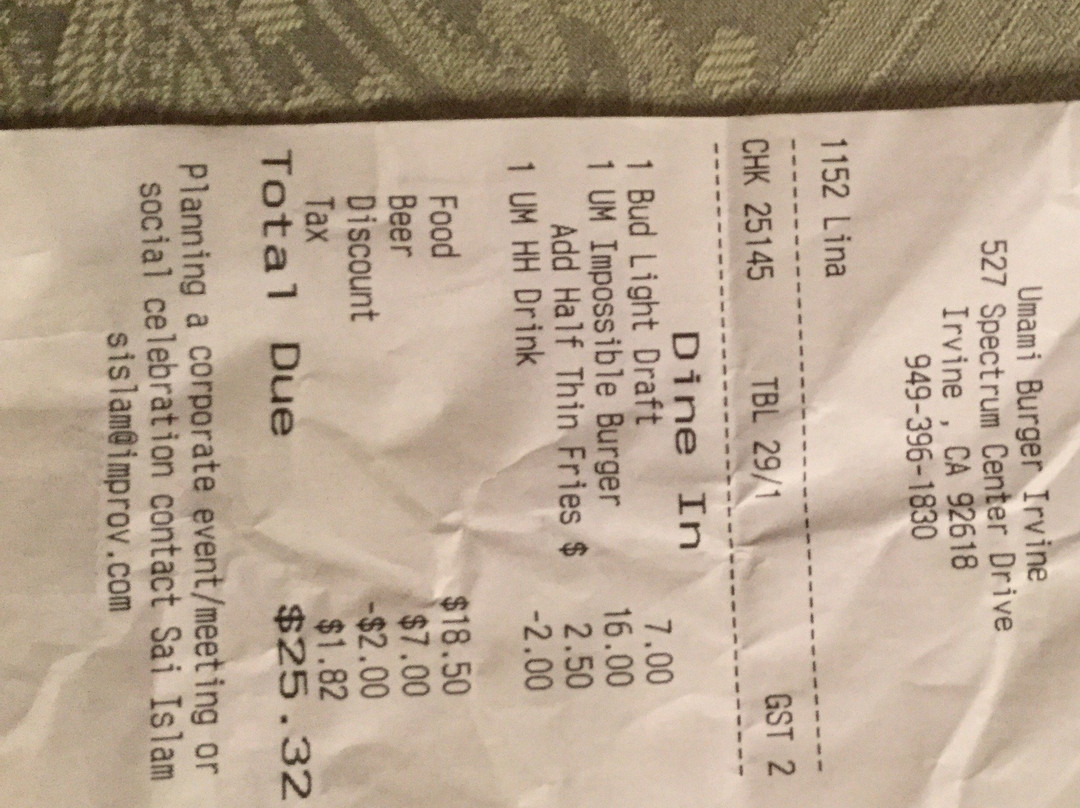 Umami Burger Irvine
527 Spectrum Center Drive
Irvine , CA 92618
949-396-1830
1152 Lina
CHK 25145 TBL 29/1 GST 2
Dine In
1 Bud Light Draft 7.00
1 UM Impossible Burger 16.00
Add Half Thin Fries $ 2.50
1 UM HH Drink -2.00
Food $18.50
Beer $7.00
Discount -$2.00
Tax $1.82
Total Due $25.32
Planning a corporate event/meeting or
social celebration contact Sai Islam
sislam@improv.com